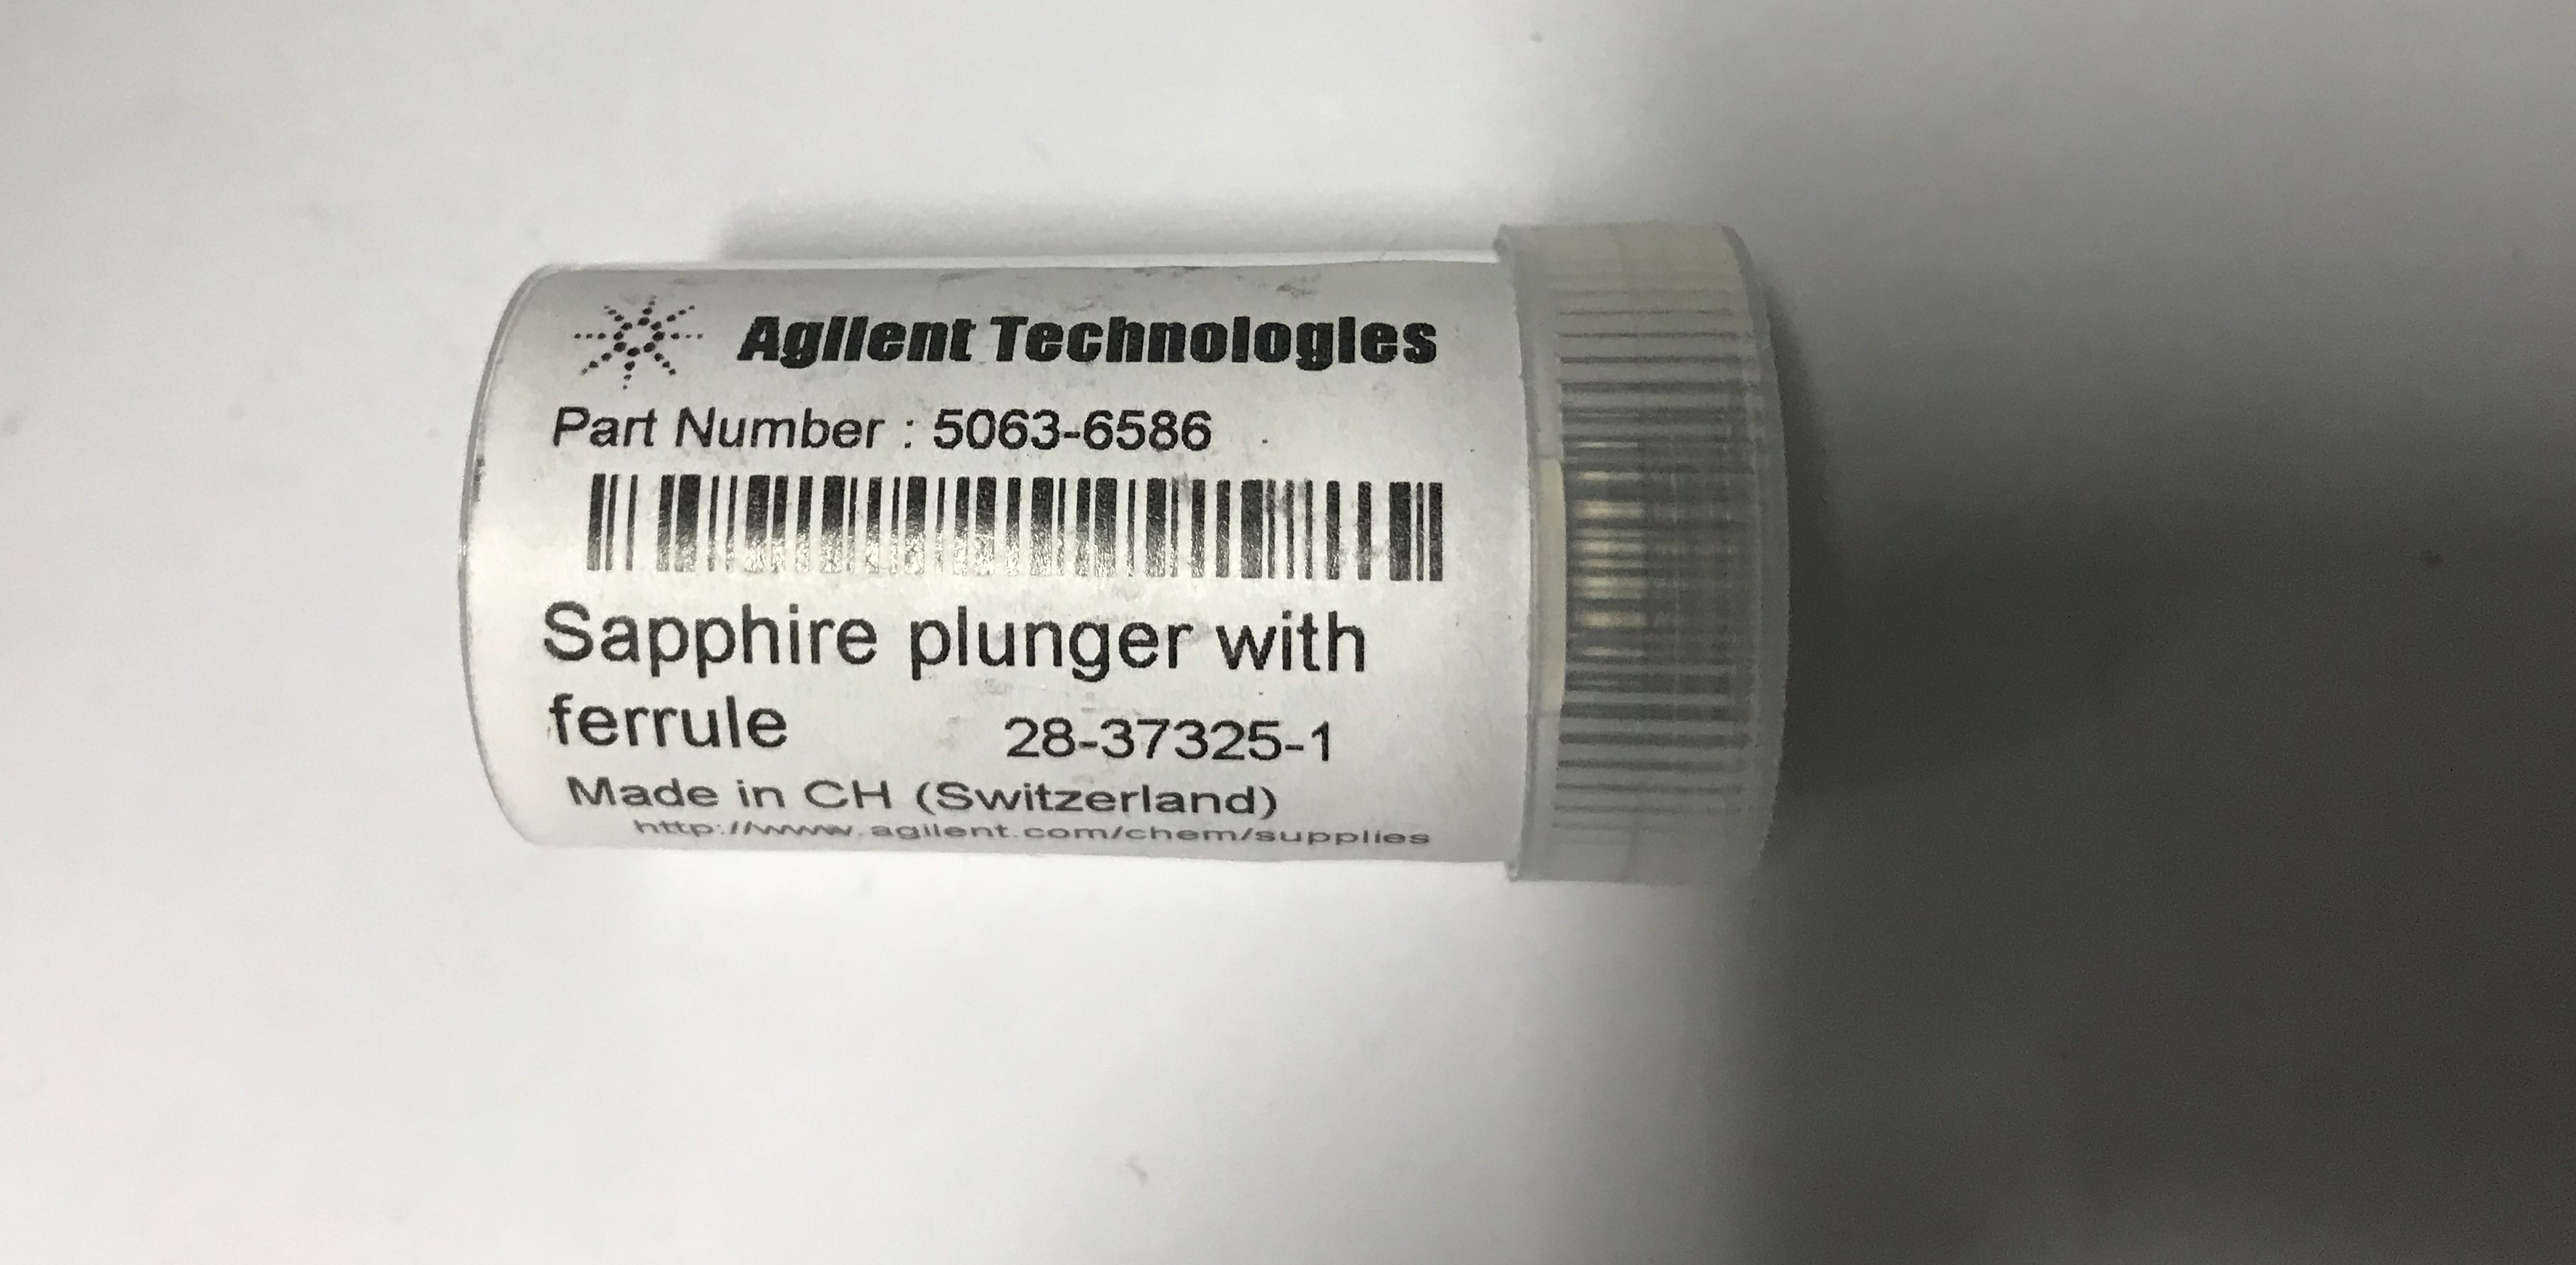 Agilent Technologies
Part Number : 5063-6586
Sapphire plunger with
ferrule 28-37325-1
Made in CH (Switzerland)
http://www.agilent.com/chem/supplies